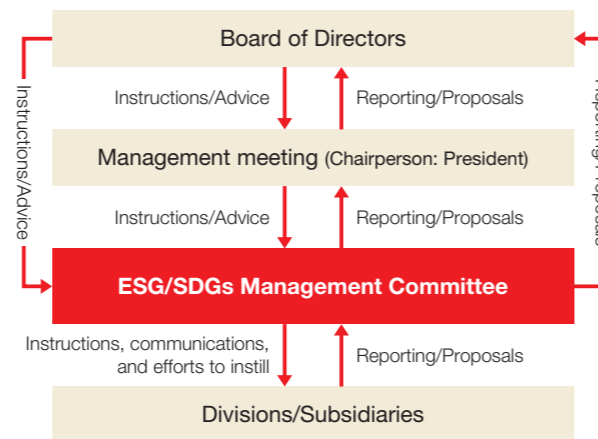 Board of Directors
Instructions/Advice
Reporting/Proposals
Instructions/Advice
Management meeting (Chairperson: President)
Instructions/Advice
Reporting/Proposals
ESG/SDGs Management Committee
Instructions, communications,
and efforts to instill
Reporting/Proposals
Divisions/Subsidiaries